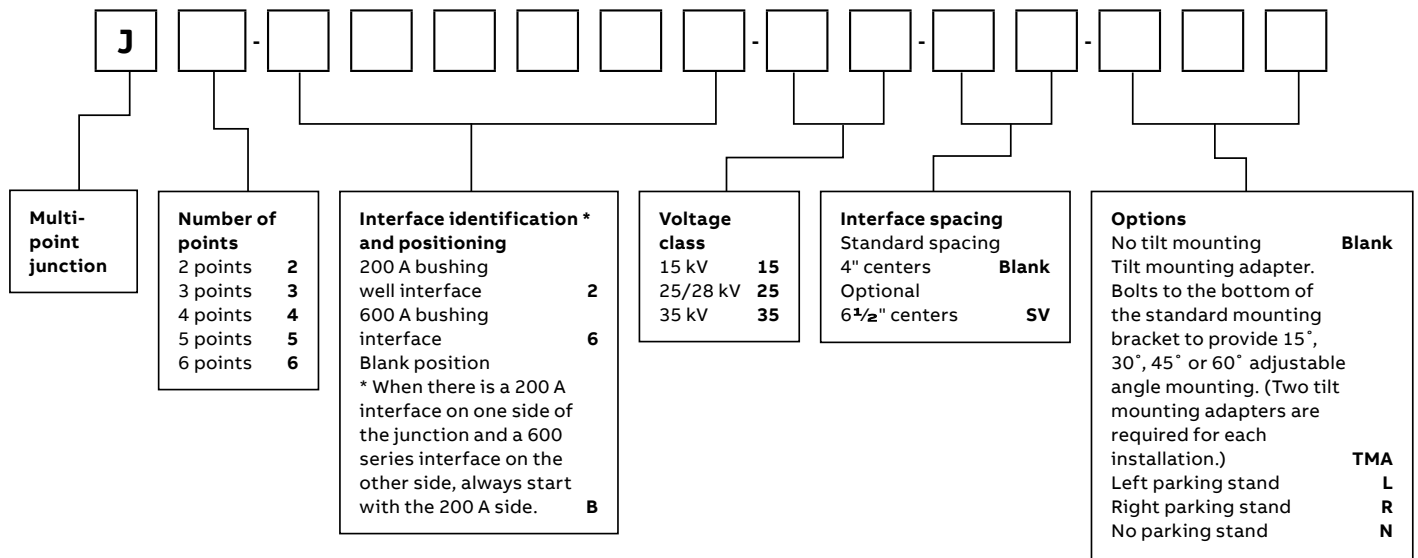 J - - - -
Multi-
point
junction
Number of
points
2 points 2
3 points 3
4 points 4
5 points 5
6 points 6
Interface identification *
and positioning
200 A bushing
well interface 2
600 A bushing
interface 6
Blank position
* When there is a 200 A
interface on one side of
the junction and a 600
series interface on the
other side, always start
with the 200 A side. B
Voltage
class
15 kV 15
25/28 kV 25
35 kV 35
Interface spacing
Standard spacing
4" centers Blank
Optional
6½" centers SV
Options
No tilt mounting Blank
Tilt mounting adapter.
Bolts to the bottom of
the standard mounting
bracket to provide 15˚,
30˚, 45˚ or 60˚ adjustable
angle mounting. (Two tilt
mounting adapters are
required for each
installation.) TMA
Left parking stand L
Right parking stand R
No parking stand N